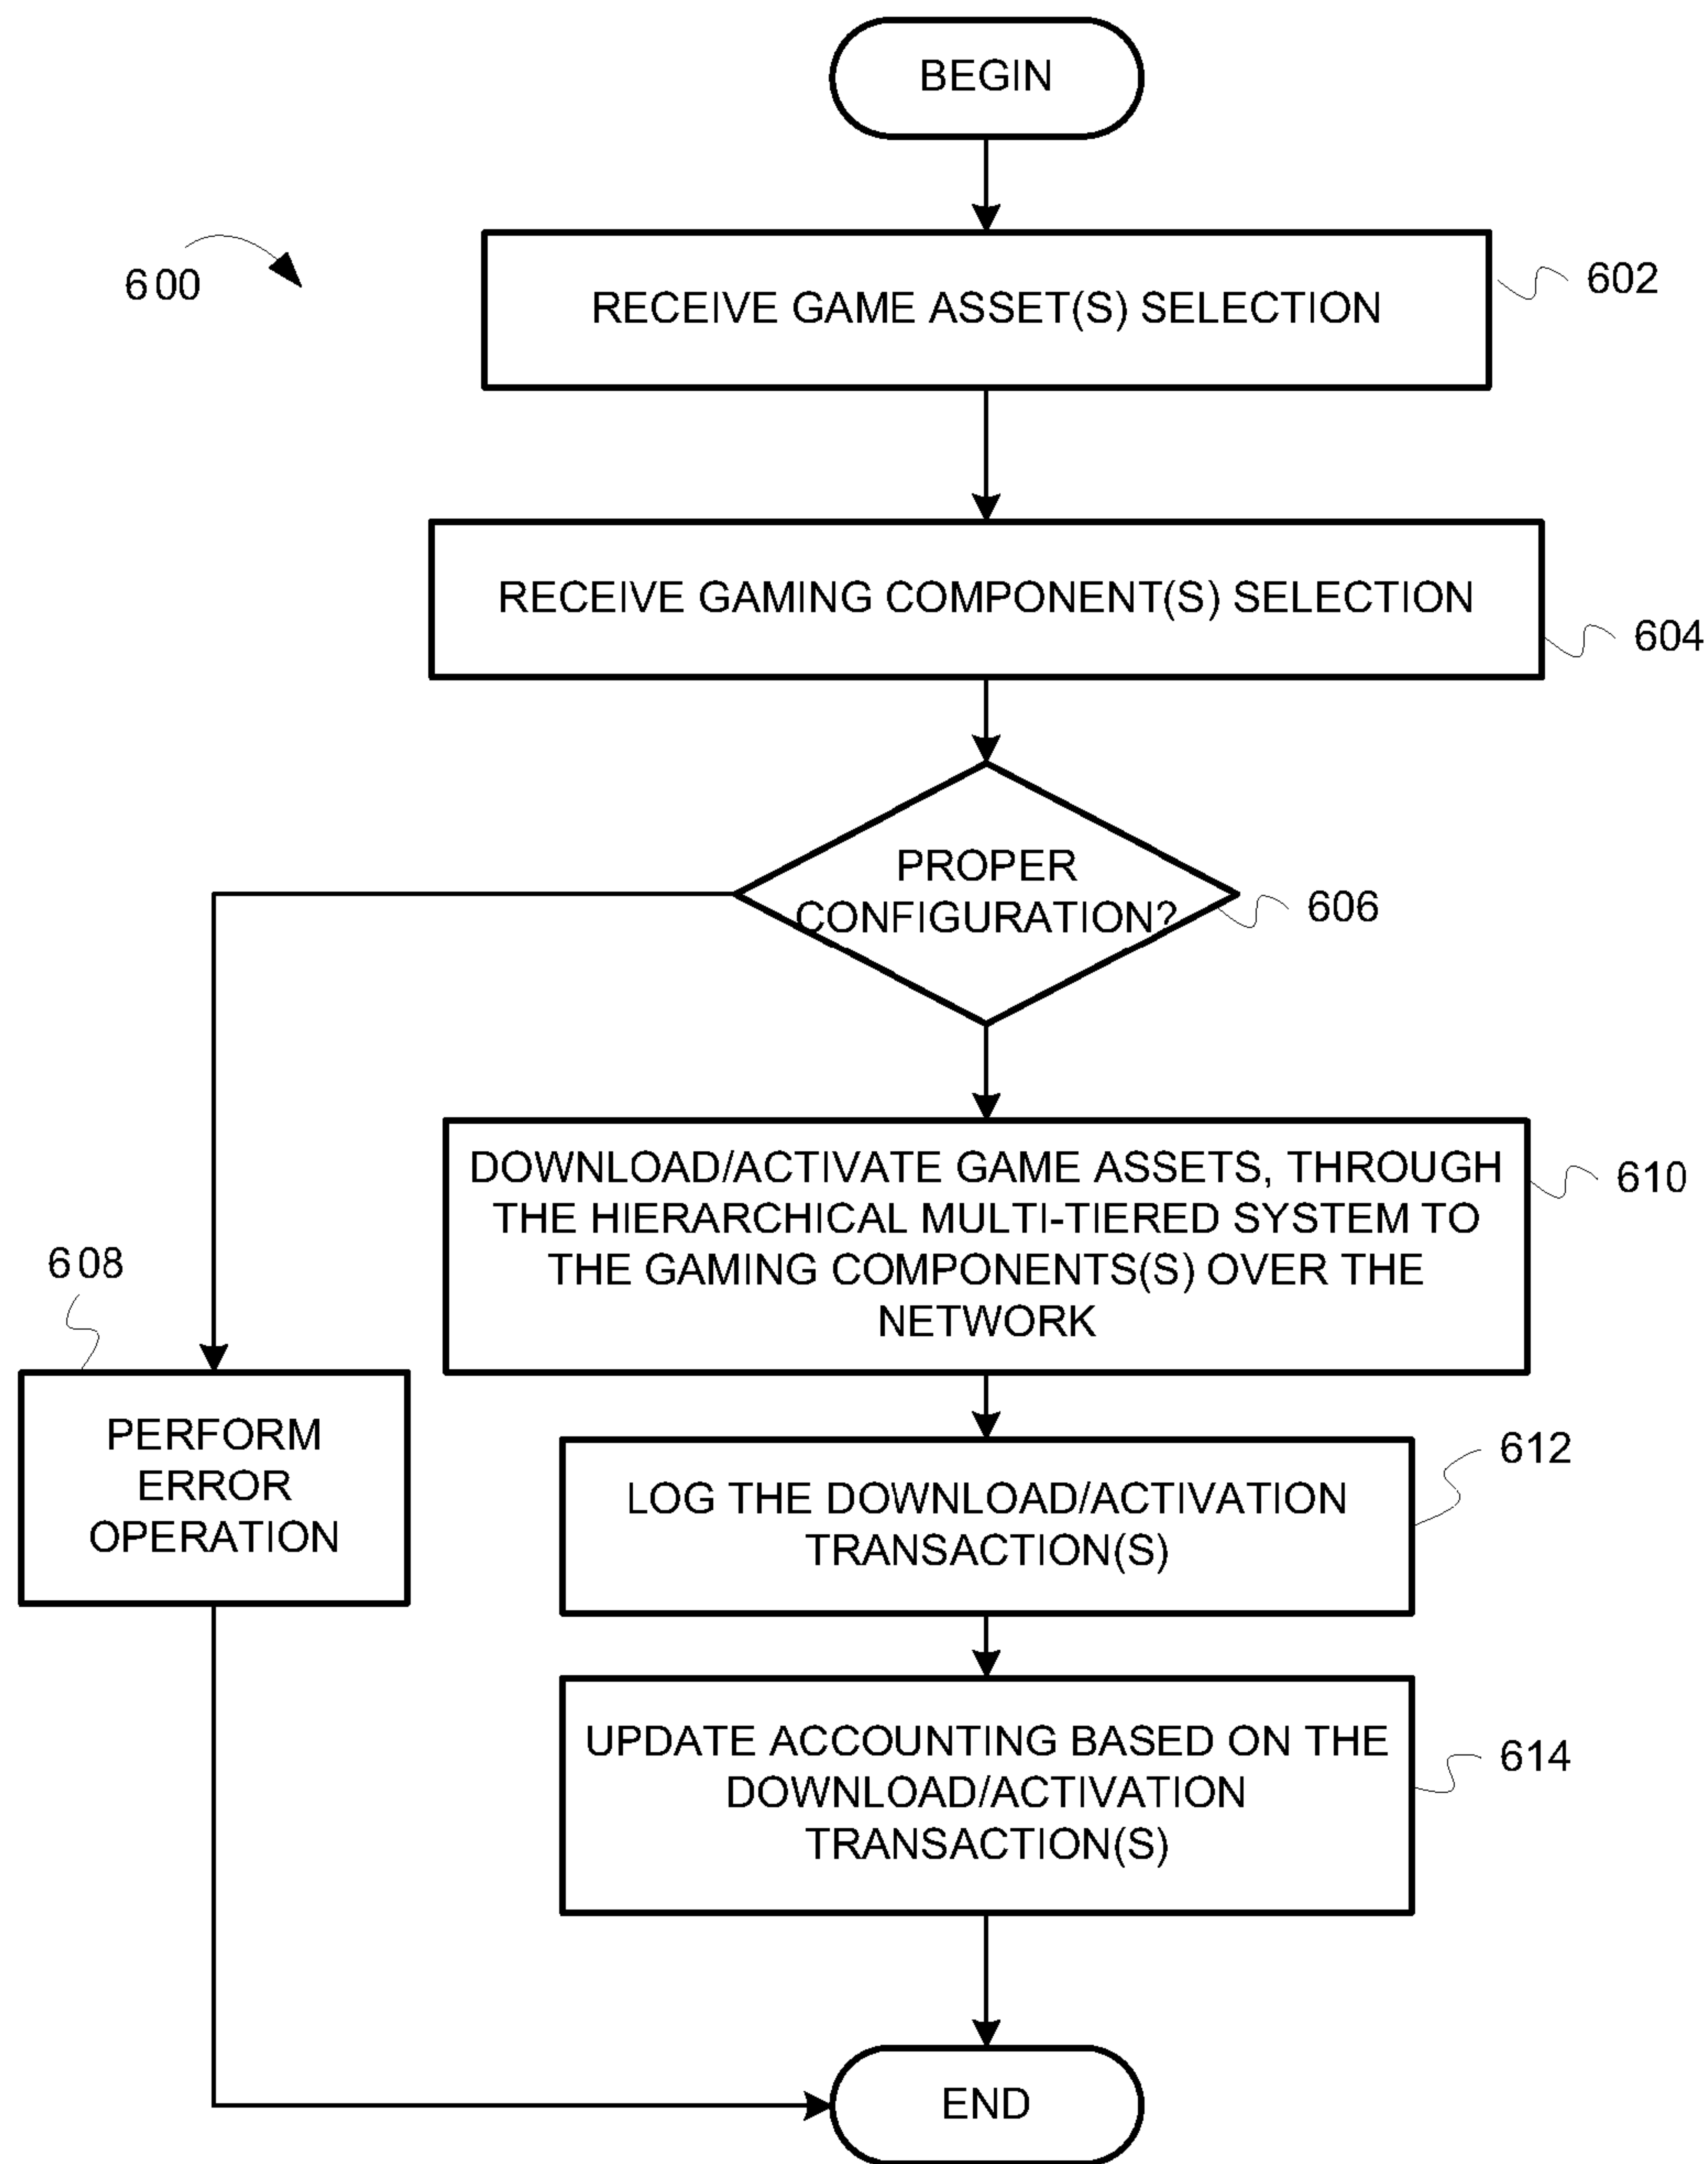 BEGIN
600
RECEIVE GAME ASSET(S) SELECTION
602
RECEIVE GAMING COMPONENT(S) SELECTION
604
PROPER
CONFIGURATION?
606
DOWNLOAD/ACTIVATE GAME ASSETS, THROUGH
THE HIERARCHICAL MULTI-TIERED SYSTEM TO
THE GAMING COMPONENTS(S) OVER THE
NETWORK
610
608
PERFORM
ERROR
OPERATION
LOG THE DOWNLOAD/ACTIVATION
TRANSACTION(S)
612
UPDATE ACCOUNTING BASED ON THE
DOWNLOAD/ACTIVATION
TRANSACTION(S)
614
END